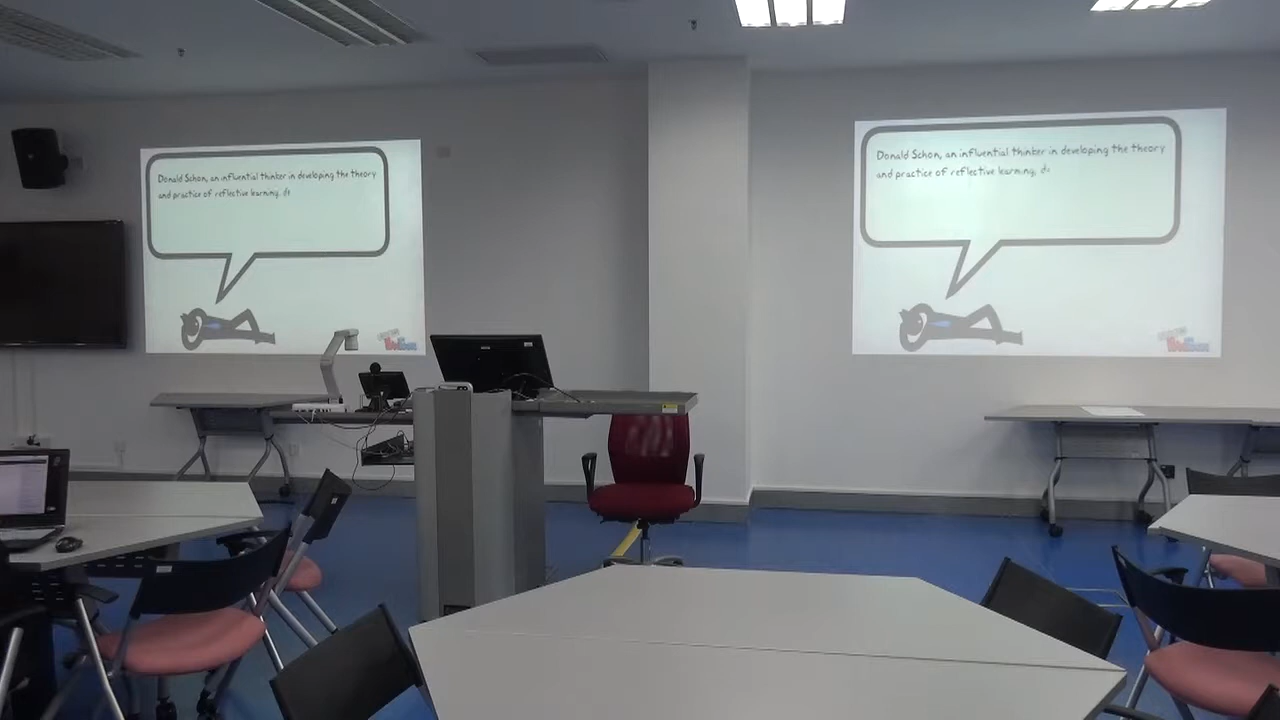 Donald Schon, an influential thinker in developing the theory
and practice of reflective learning, de
Donald Schon, an influential thinker in developing the theory
and practice of reflective learning, d